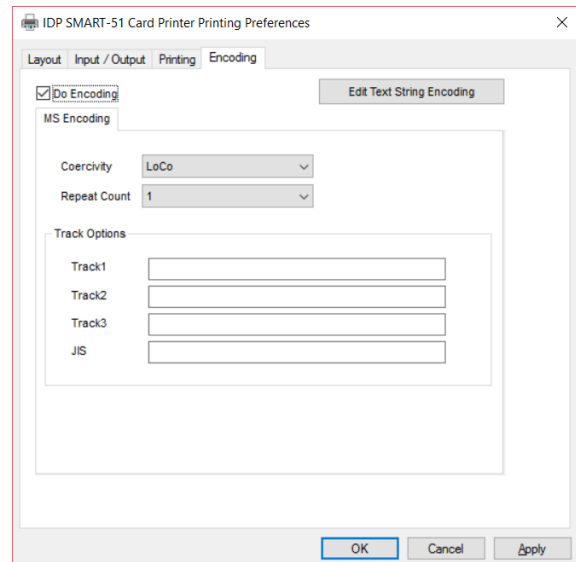 IDP SMART-51 Card Printer Printing Preferences
Layout Input / Output Printing Encoding
Do Encoding Edit Text String Encoding
MS Encoding
Coercivity LoCo
Repeat Count 1
Track Options
Track1
Track2
Track3
JIS
OK Cancel Apply